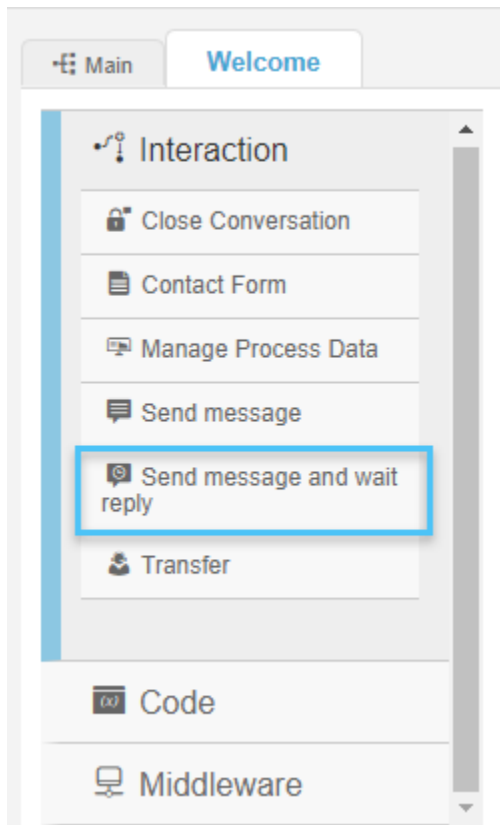 Main
Welcome
Interaction
Close Conversation
Contact Form
Manage Process Data
Send message
Send message and wait
reply
Transfer
(x)
Code
Middleware